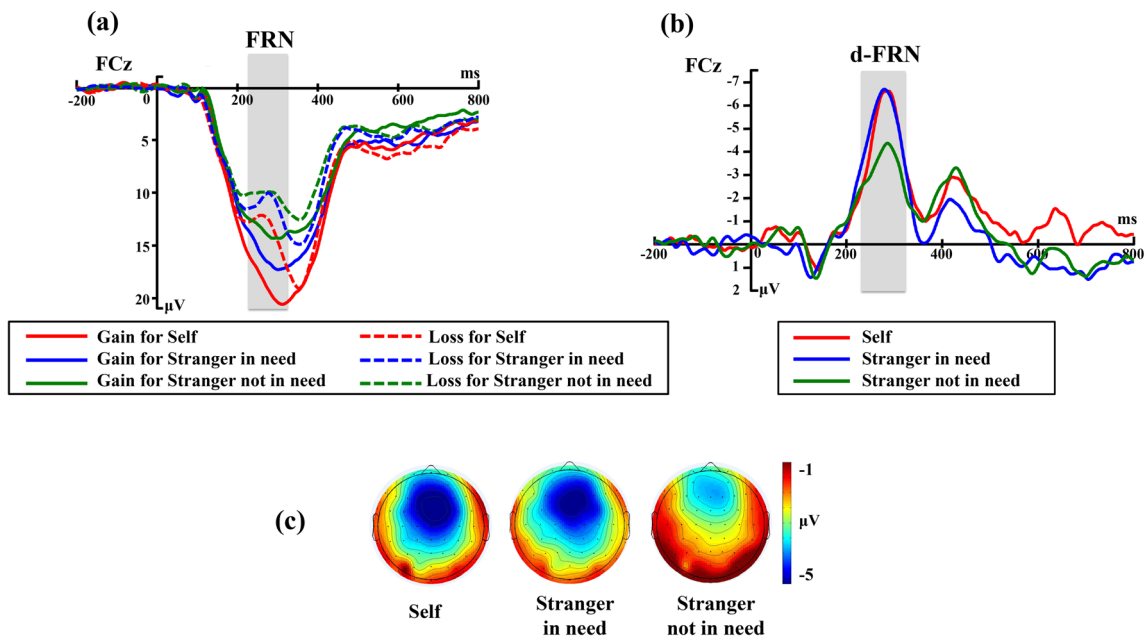 (a)
FRN
FCz
ms
-200
0
200
400
600
800
5
10
15
20
μV
(b)
d-FRN
FCz
-7
-6
-5
-4
-3
-2
-1
1
2
μV
ms
-200
0
200
400
600
800
Gain for Self
Gain for Stranger in need
Gain for Stranger not in need
Loss for Self
Loss for Stranger in need
Loss for Stranger not in need
Self
Stranger in need
Stranger not in need
(c)
Self
Stranger
in need
Stranger
not in need
-1
μV
-5